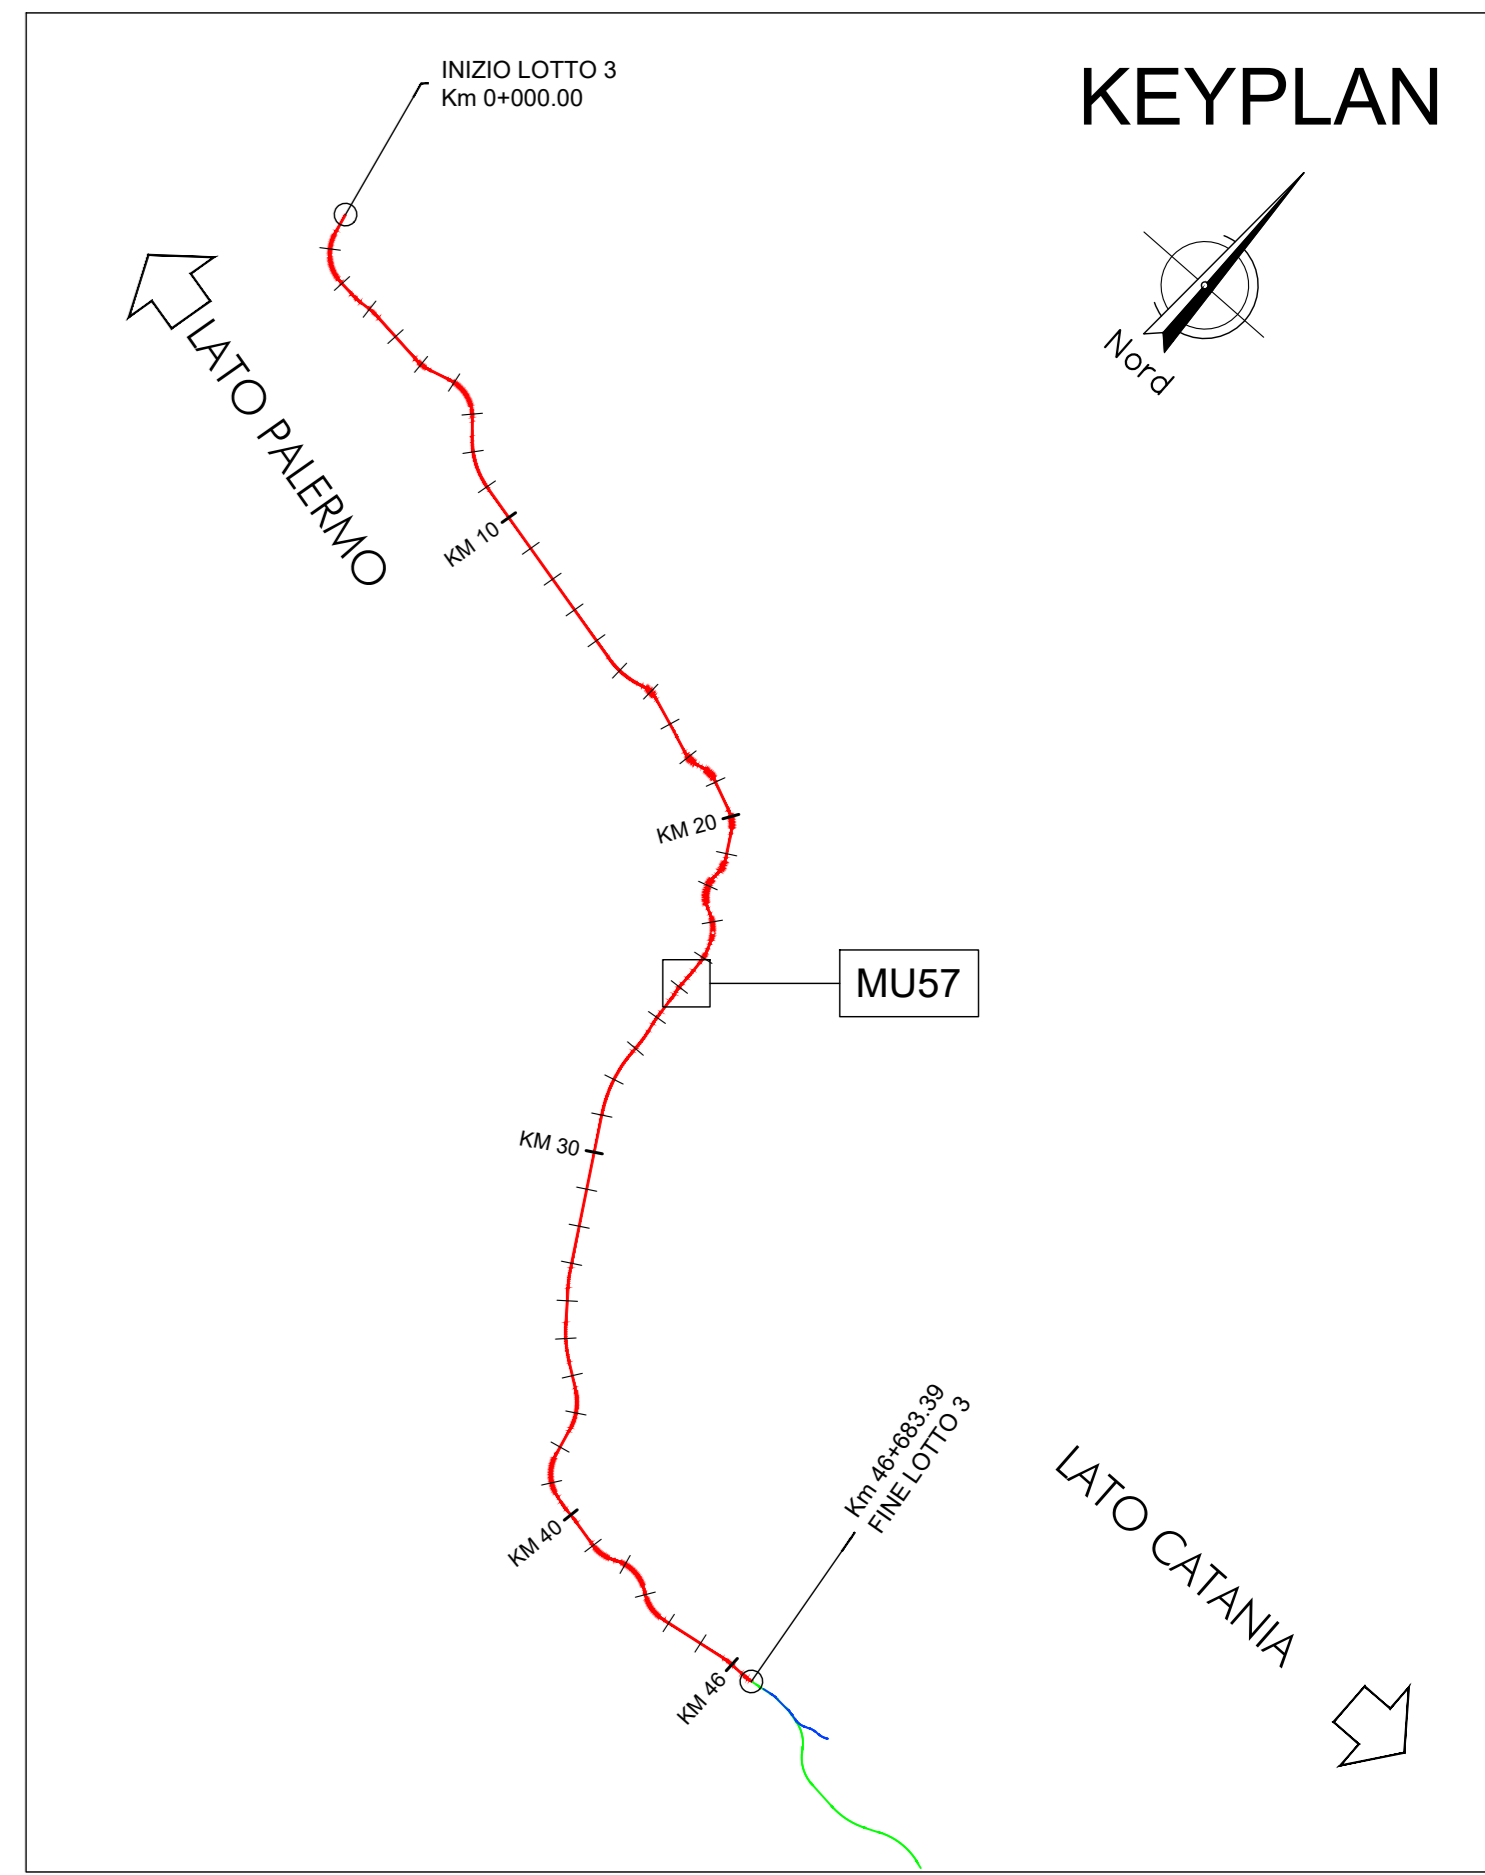 KEYPLAN
INIZIO LOTTO 3
Km 0+000.00
Nord
LATO PALERMO
KM 10
KM 20
MU57
KM 30
Km 46+683.39
FINE LOTTO 3
LATO CATANIA
KM 40
KM 46